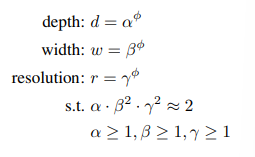 depth: d = α^ϕ
width: w = β^ϕ
resolution: r = γ^ϕ
s.t. α · β² · γ² ≈ 2
α ≥ 1, β ≥ 1, γ ≥ 1